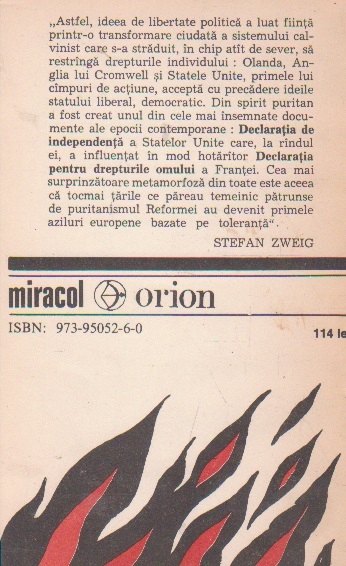 „Astfel, ideea de libertate politică a luat ființă
printr-o transformare ciudată a sistemului cal-
vinist care s-a străduit, în chip atît de sever, să
restrîngă drepturile individului : Olanda, An-
glia lui Cromwell și Statele Unite, primele lui
cîmpuri de acțiune, acceptă cu precădere ideile
statului liberal, democratic. Din spirit puritan
a fost creat unul din cele mai însemnate docu-
mente ale epocii contemporane : Declarația de
independență a Statelor Unite care, la rîndul
ei, a influențat în mod hotărîtor Declarația
pentru drepturile omului a Franței. Cea mai
surprinzătoare metamorfoză din toate este aceea
că tocmai țările ce păreau temeinic pătrunse
de puritanismul Reformei au devenit primele
aziluri europene bazate pe toleranță“.
STEFAN ZWEIG
miracol orion
ISBN: 973-95052-6-0
114 le